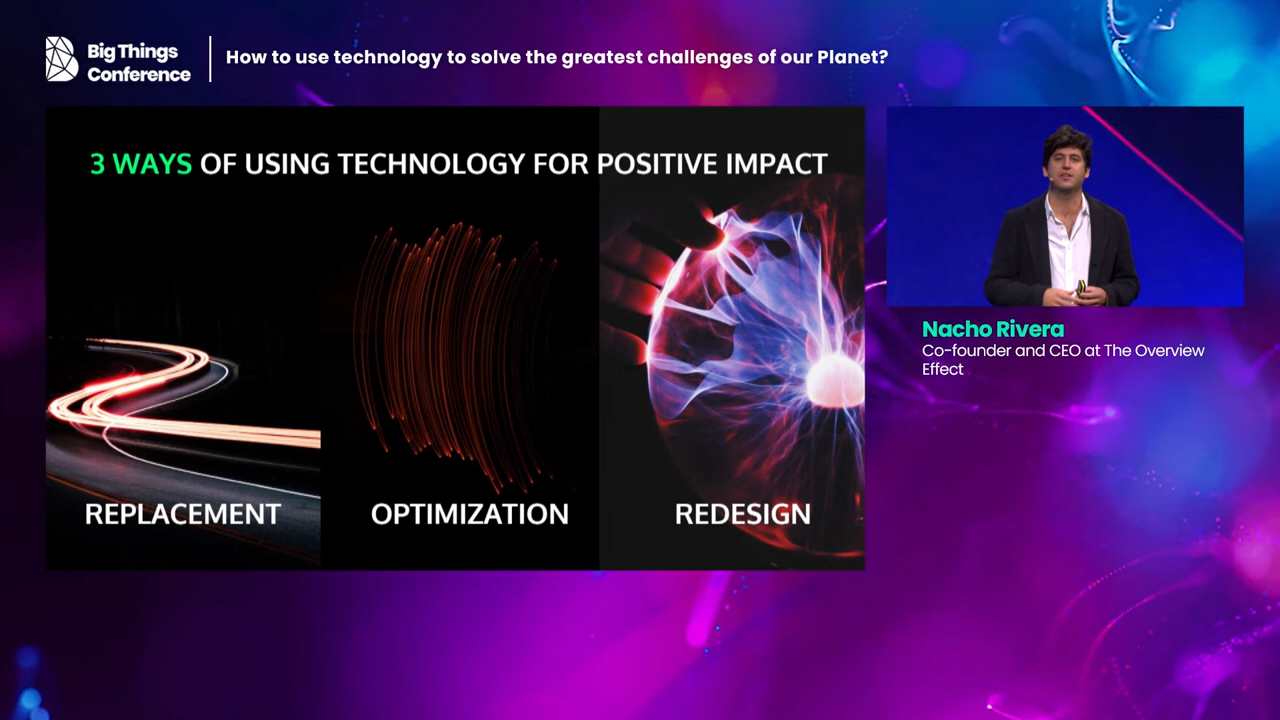 Big Things
Conference
How to use technology to solve the greatest challenges of our Planet?
3 WAYS OF USING TECHNOLOGY FOR POSITIVE IMPACT
REPLACEMENT
OPTIMIZATION
REDESIGN
Nacho Rivera
Co-founder and CEO at The Overview
Effect